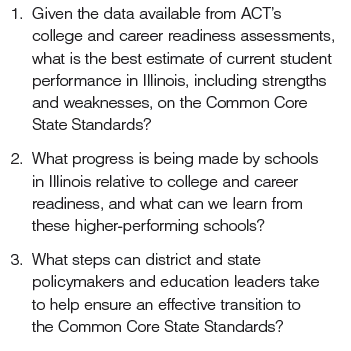 1. Given the data available from ACT's
college and career readiness assessments,
what is the best estimate of current student
performance in Illinois, including strengths
and weaknesses, on the Common Core
State Standards?
2. What progress is being made by schools
in Illinois relative to college and career
readiness, and what can we learn from
these higher-performing schools?
3. What steps can district and state
policymakers and education leaders take
to help ensure an effective transition to
the Common Core State Standards?